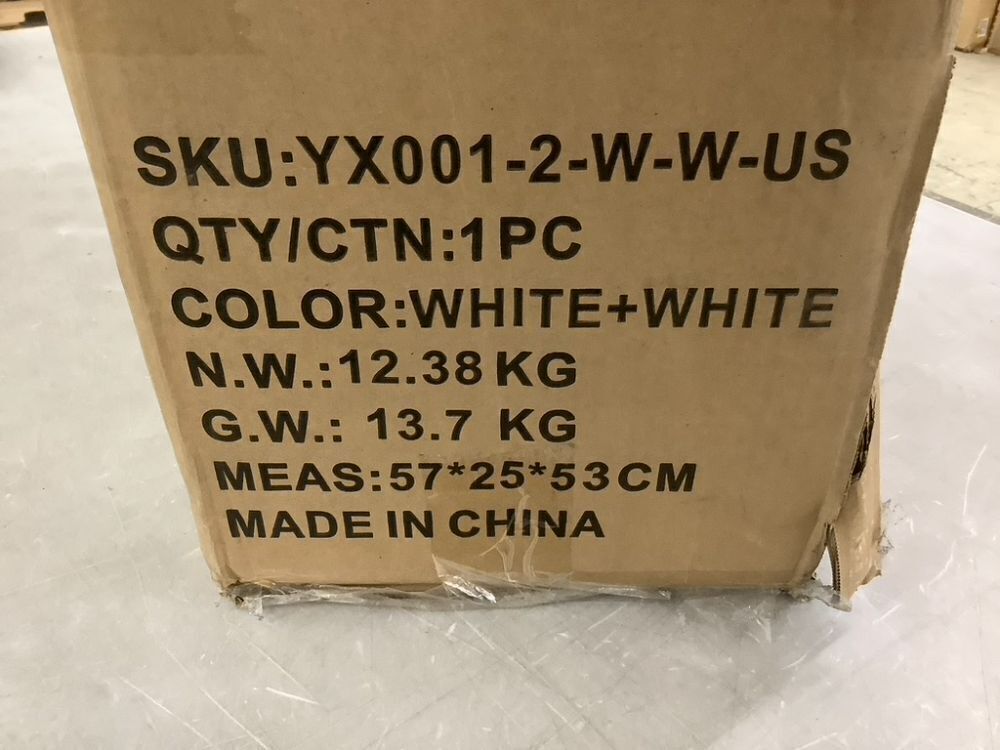 SKU:YX001-2-W-W-US
QTY/CTN:1PC
COLOR:WHITE+WHITE
N.W.:12.38KG
G.W.: 13.7 KG
MEAS:57*25*53CM
MADE IN CHINA